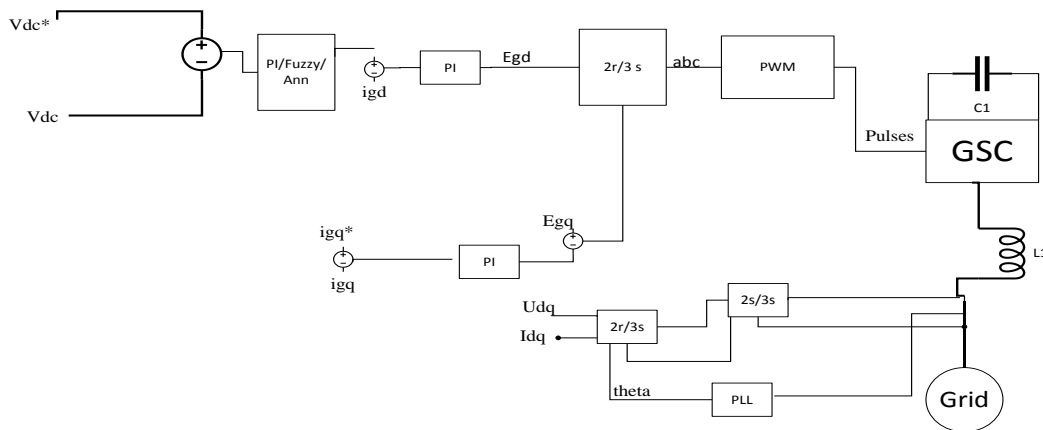 Vdc*
Vdc
PI/Fuzzy/
Ann
igd
PI
Egd
2r/3 s
abc
PWM
Pulses
C1
GSC
L1
igq*
igq
PI
Egq
Udq
Idq
2r/3s
2s/3s
theta
PLL
Grid